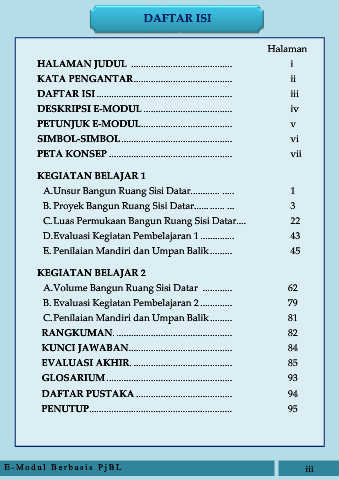 DAFTAR ISI
Halaman
HALAMAN JUDUL ........................................ i
KATA PENGANTAR....................................... ii
DAFTAR ISI ..................................................... iii
DESKRIPSI E-MODUL ................................... iv
PETUNJUK E-MODUL.................................... v
SIMBOL-SIMBOL............................................ vi
PETA KONSEP ................................................ vii
KEGIATAN BELAJAR 1
A.Unsur Bangun Ruang Sisi Datar............ ..... 1
B. Proyek Bangun Ruang Sisi Datar...... ...... ... 3
C.Luas Permukaan Bangun Ruang Sisi Datar.... 22
D.Evaluasi Kegiatan Pembelajaran 1 .............. 43
E. Penilaian Mandiri dan Umpan Balik......... 45
KEGIATAN BELAJAR 2
A.Volume Bangun Ruang Sisi Datar ............ 62
B. Evaluasi Kegiatan Pembelajaran 2 ............. 79
C.Penilaian Mandiri dan Umpan Balik......... 81
RANGKUMAN. .............................................. 82
KUNCI JAWABAN......................................... 84
EVALUASI AKHIR. ....................................... 85
GLOSARIUM.................................................. 93
DAFTAR PUSTAKA ...................................... 94
PENUTUP......................................................... 95
E-Modul Berbasis PjBL iii